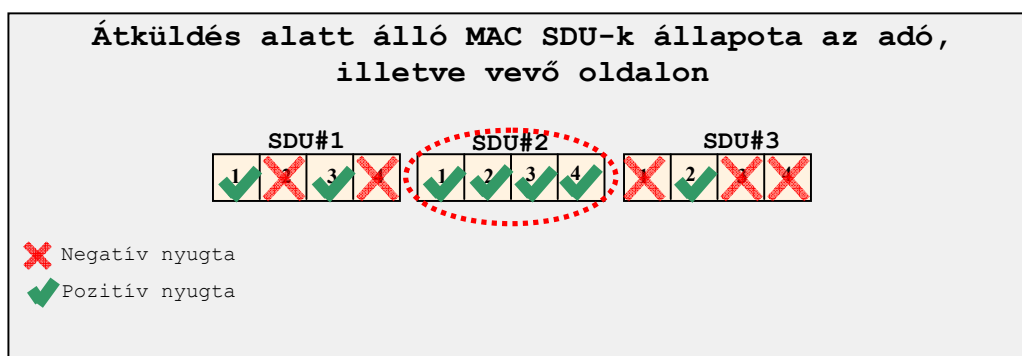 Átküldés alatt álló MAC SDU-k állapota az adó,
illetve vevő oldalon
SDU#1 SDU#2 SDU#3
1 2 3 4 1 2 3 4 1 2 3 4
Negatív nyugta
Pozitív nyugta